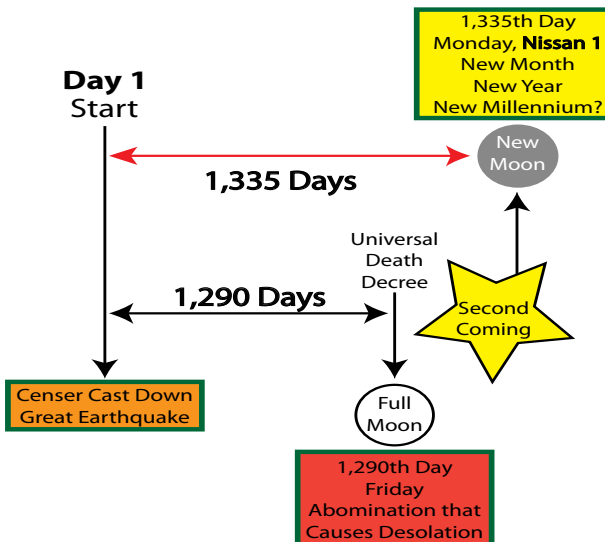 1,335th Day
Monday, Nissan 1
New Month
New Year
New Millennium?
Day 1
Start
New
Moon
1,335 Days
Universal
Death
Decree
1,290 Days
Second
Coming
Censer Cast Down
Great Earthquake
Full
Moon
1,290th Day
Friday
Abomination that
Causes Desolation